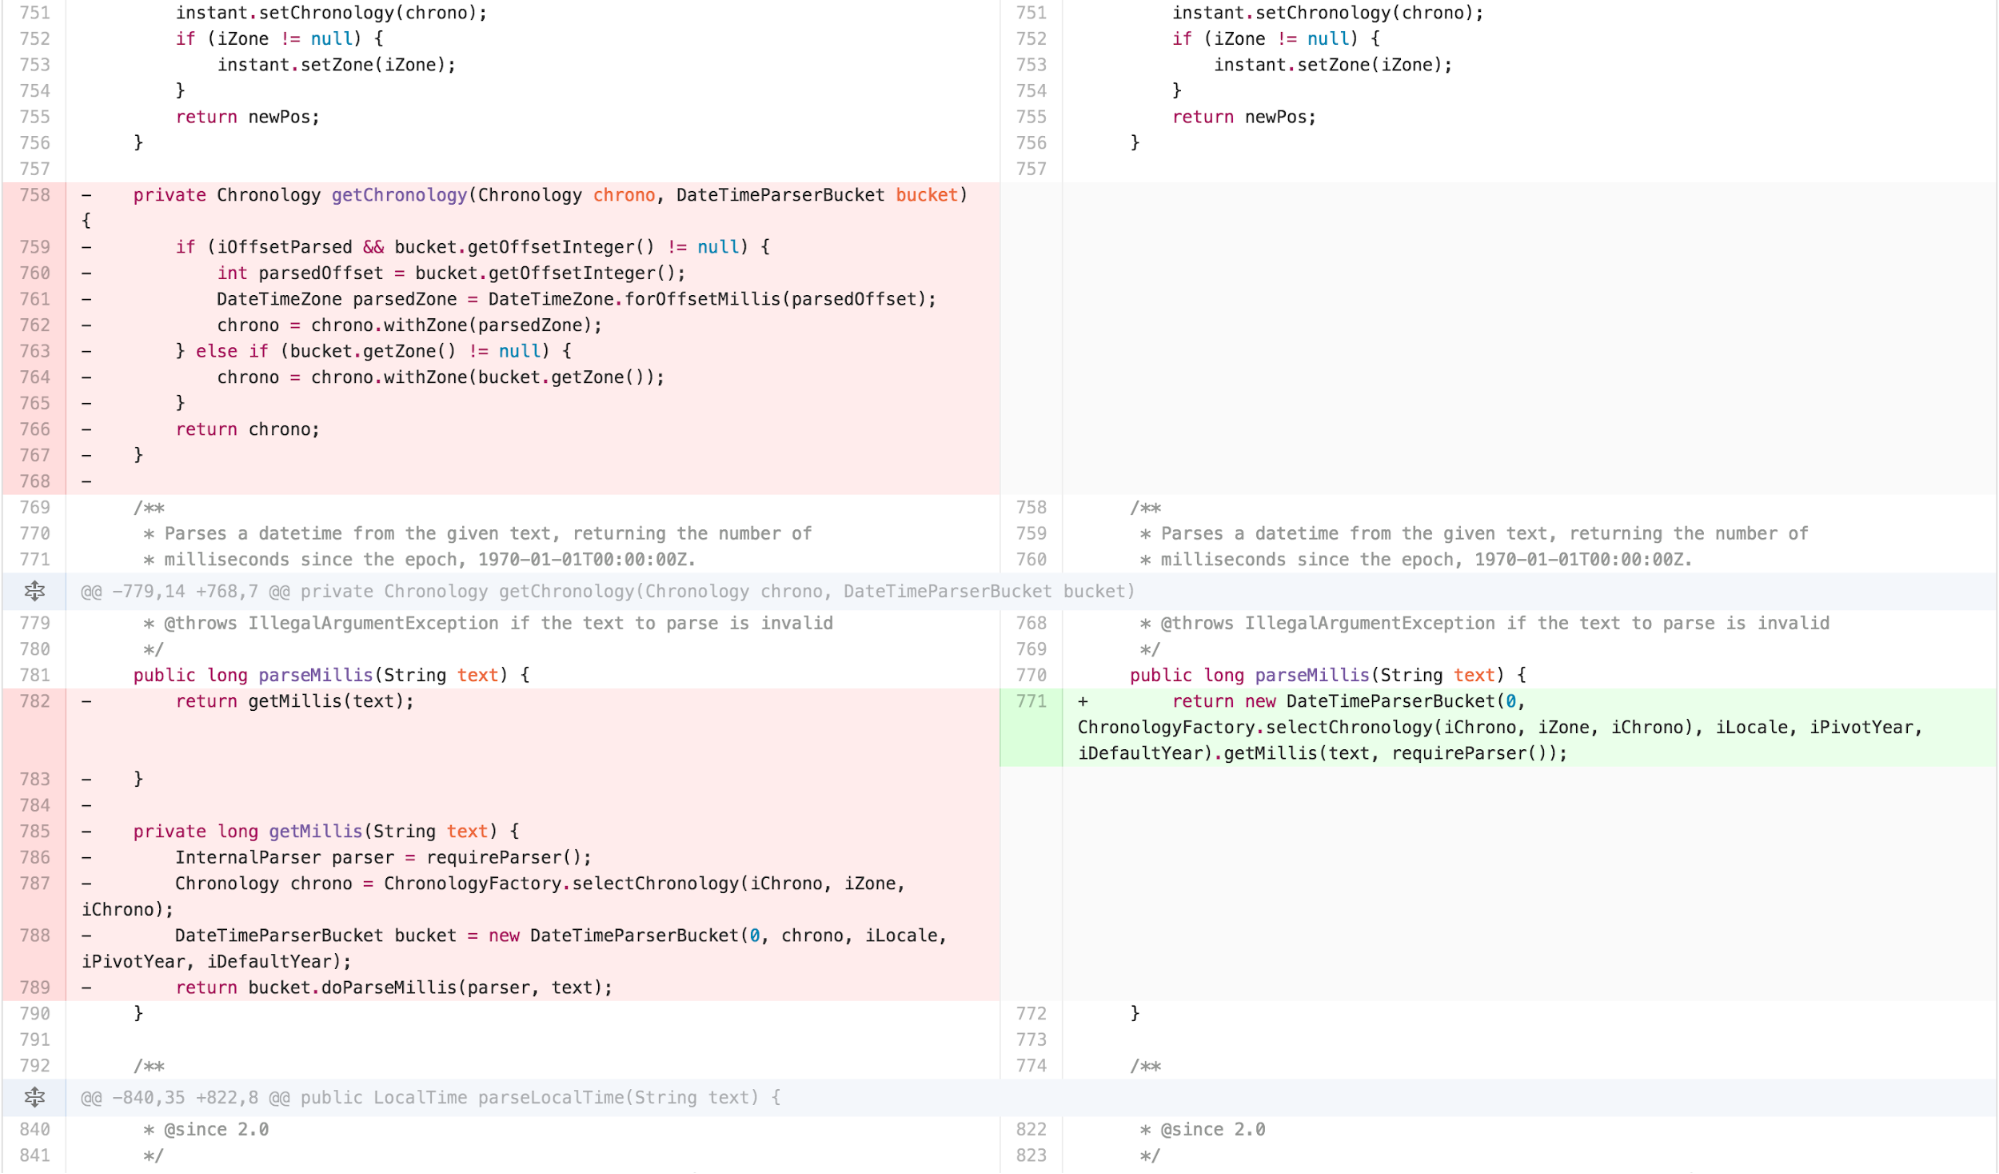 751 instant.setChronology(chrono); 751 instant.setChronology(chrono);
752 if (iZone != null) { 752 if (iZone != null) {
753 instant.setZone(iZone); 753 instant.setZone(iZone);
754 } 754 }
755 return newPos; 755 return newPos;
756 } 756 }
757 757
758 - private Chronology getChronology(Chronology chrono, DateTimeParserBucket bucket)
{
759 - if (iOffsetParsed && bucket.getOffsetInteger() != null) {
760 - int parsedOffset = bucket.getOffsetInteger();
761 - DateTimeZone parsedZone = DateTimeZone.forOffsetMillis(parsedOffset);
762 - chrono = chrono.withZone(parsedZone);
763 - } else if (bucket.getZone() != null) {
764 - chrono = chrono.withZone(bucket.getZone());
765 - }
766 - return chrono;
767 - }
768 -
769 /** 758 /**
770 * Parses a datetime from the given text, returning the number of 759 * Parses a datetime from the given text, returning the number of
771 * milliseconds since the epoch, 1970-01-01T00:00:00Z. 760 * milliseconds since the epoch, 1970-01-01T00:00:00Z.
@@ -779,14 +768,7 @@ private Chronology getChronology(Chronology chrono, DateTimeParserBucket bucket)
779 * @throws IllegalArgumentException if the text to parse is invalid 768 * @throws IllegalArgumentException if the text to parse is invalid
780 */ 769 */
781 public long parseMillis(String text) { 770 public long parseMillis(String text) {
782 - return getMillis(text); 771 + return new DateTimeParserBucket(0,
ChronologyFactory.selectChronology(iChrono, iZone, iChrono), iLocale, iPivotYear,
iDefaultYear).getMillis(text, requireParser());
783 - }
784 -
785 - private long getMillis(String text) {
786 - InternalParser parser = requireParser();
787 - Chronology chrono = ChronologyFactory.selectChronology(iChrono, iZone,
iChrono);
788 - DateTimeParserBucket bucket = new DateTimeParserBucket(0, chrono, iLocale,
iPivotYear, iDefaultYear);
789 - return bucket.doParseMillis(parser, text);
790 } 772 }
791 773
792 /** 774 /**
@@ -840,35 +822,8 @@ public LocalTime parseLocalTime(String text) {
840 * @since 2.0 822 * @since 2.0
841 */ 823 */